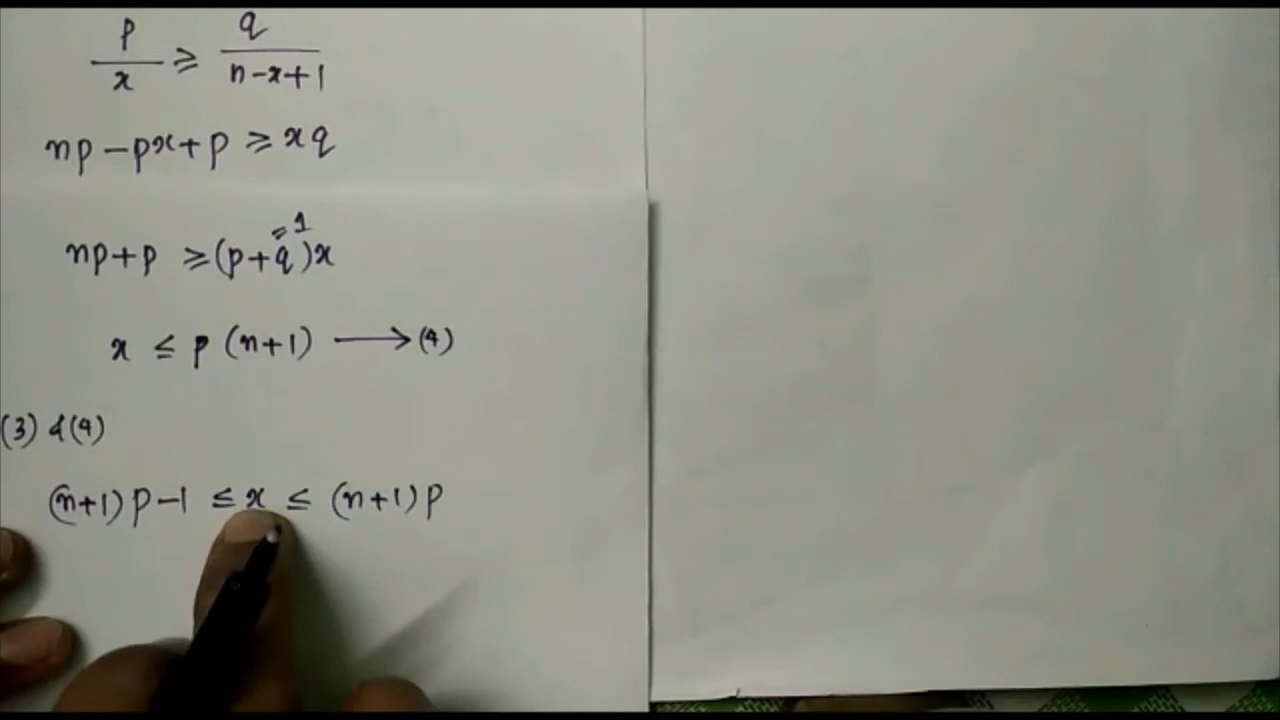 p/x ≥ q/(n-x+1)
np - px + p ≥ xq
= 1
np + p ≥ (p+q)x
x ≤ p (n+1) ⟶ (4)
(3) & (4)
(n+1) p - 1 ≤ x ≤ (n+1) p